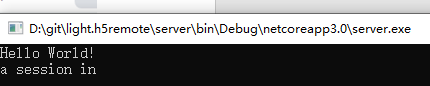 D:\git\light.h5remote\server\bin\Debug\netcoreapp3.0\server.exe
Hello World!
a session in